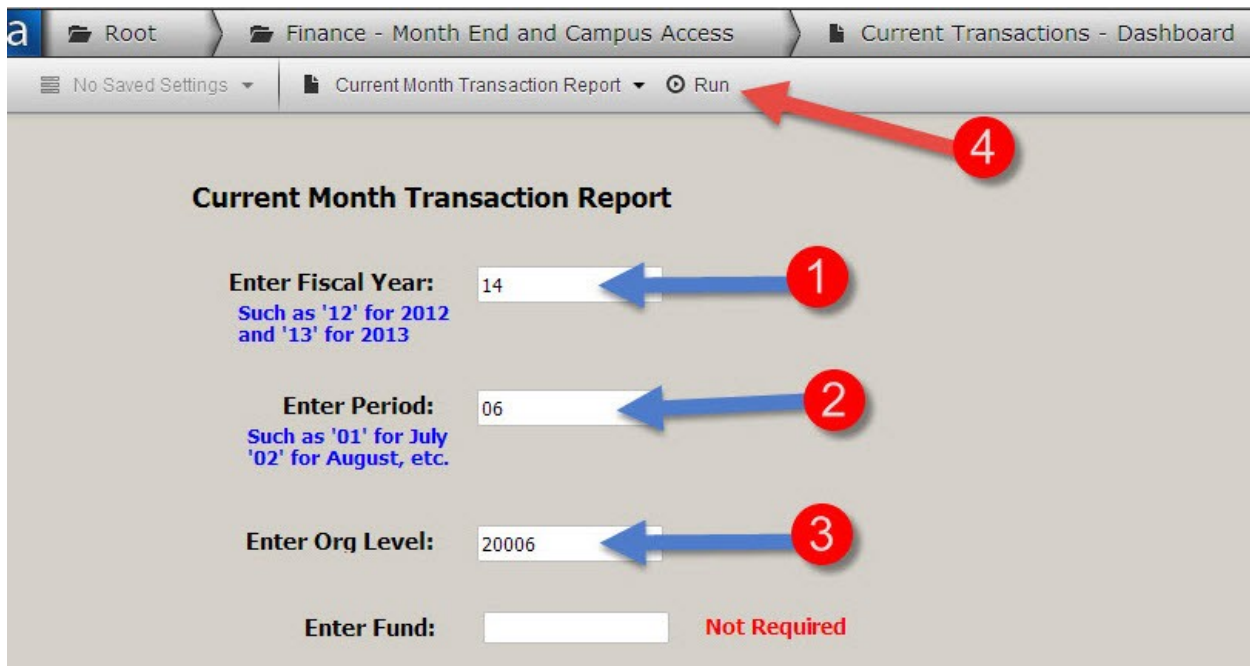 a Root Finance - Month End and Campus Access Current Transactions - Dashboard
No Saved Settings Current Month Transaction Report Run
4
Current Month Transaction Report
Enter Fiscal Year: 14 1
Such as '12' for 2012
and '13' for 2013
Enter Period: 06 2
Such as '01' for July
'02' for August, etc.
Enter Org Level: 20006 3
Enter Fund: Not Required